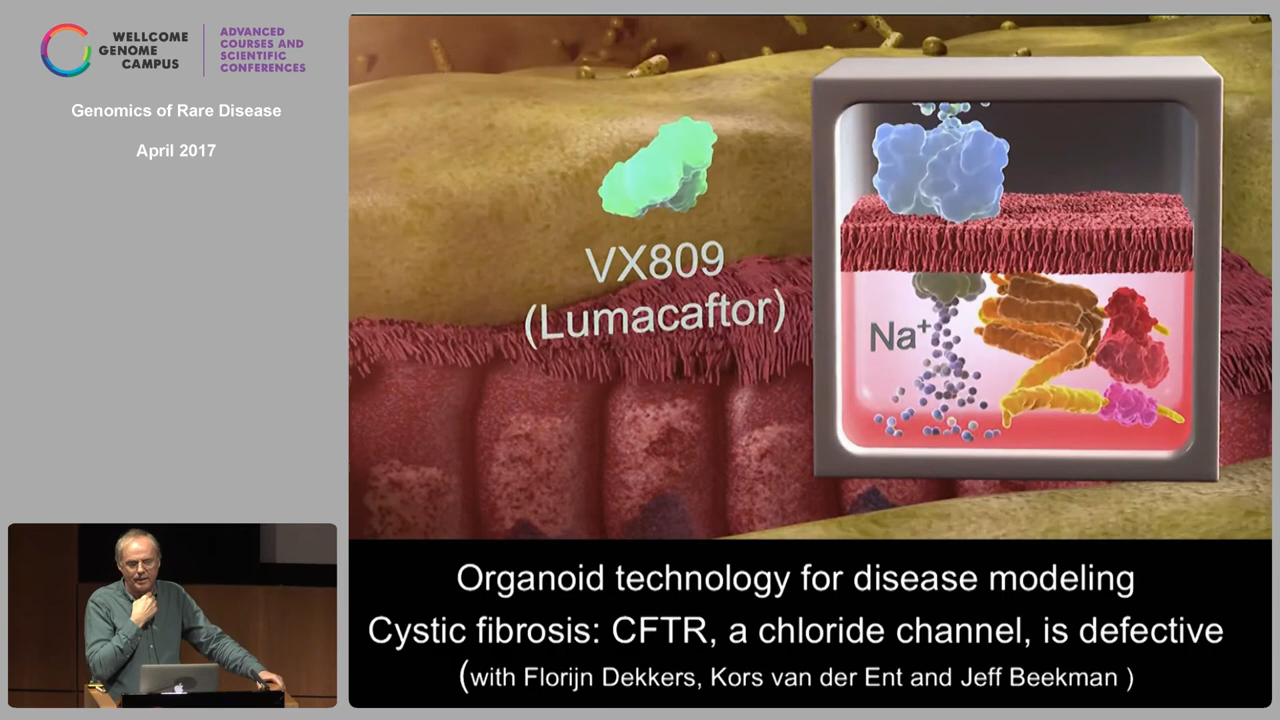 WELLCOME
GENOME
CAMPUS
ADVANCED
COURSES AND
SCIENTIFIC
CONFERENCES
Genomics of Rare Disease
April 2017
VX809
(Lumacaftor)
Na+
Organoid technology for disease modeling
Cystic fibrosis: CFTR, a chloride channel, is defective
(with Florijn Dekkers, Kors van der Ent and Jeff Beekman )